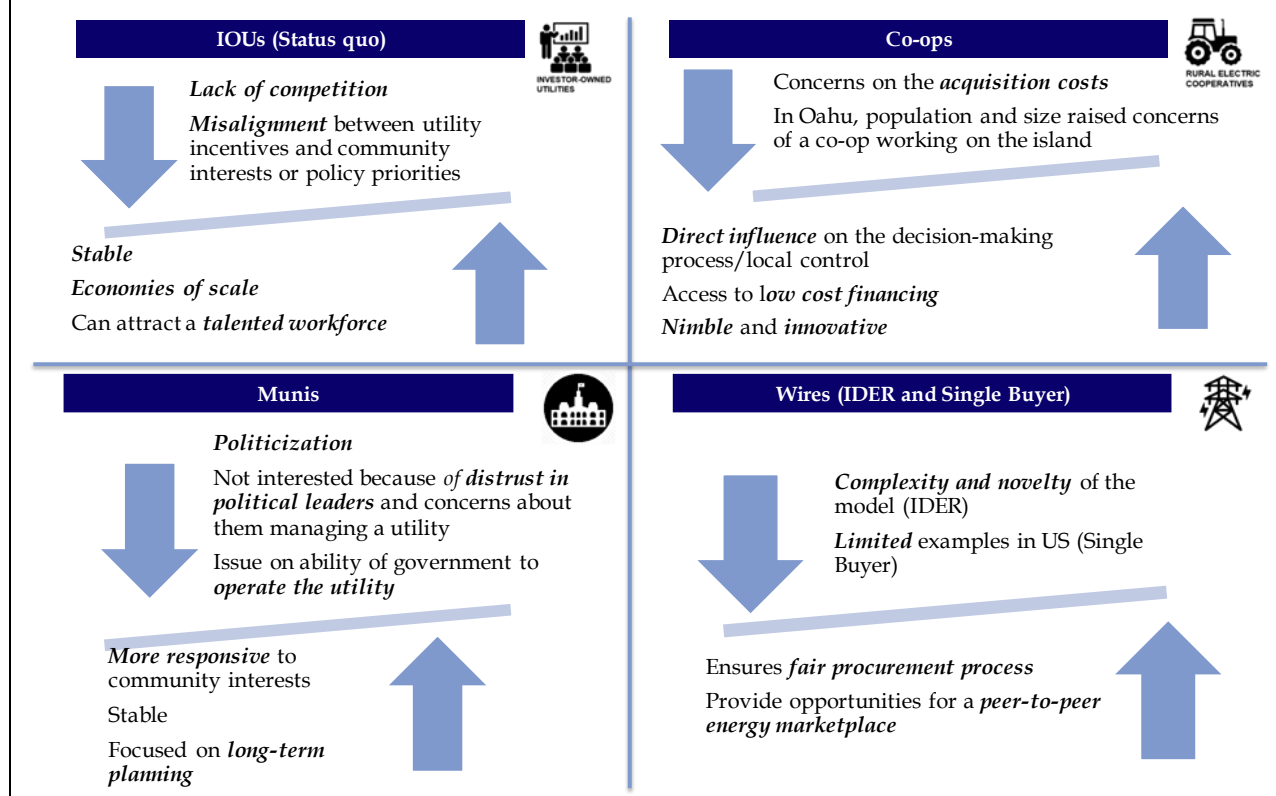 IOUs (Status quo)
INVESTOR-OWNED
UTILITIES
Lack of competition
Misalignment between utility
incentives and community
interests or policy priorities
Stable
Economies of scale
Can attract a talented workforce
Co-ops
RURAL ELECTRIC
COOPERATIVES
Concerns on the acquisition costs
In Oahu, population and size raised concerns
of a co-op working on the island
Direct influence on the decision-making
process/local control
Access to low cost financing
Nimble and innovative
Munis
Politicization
Not interested because of distrust in
political leaders and concerns about
them managing a utility
Issue on ability of government to
operate the utility
More responsive to
community interests
Stable
Focused on long-term
planning
Wires (IDER and Single Buyer)
Complexity and novelty of the
model (IDER)
Limited examples in US (Single
Buyer)
Ensures fair procurement process
Provide opportunities for a peer-to-peer
energy marketplace